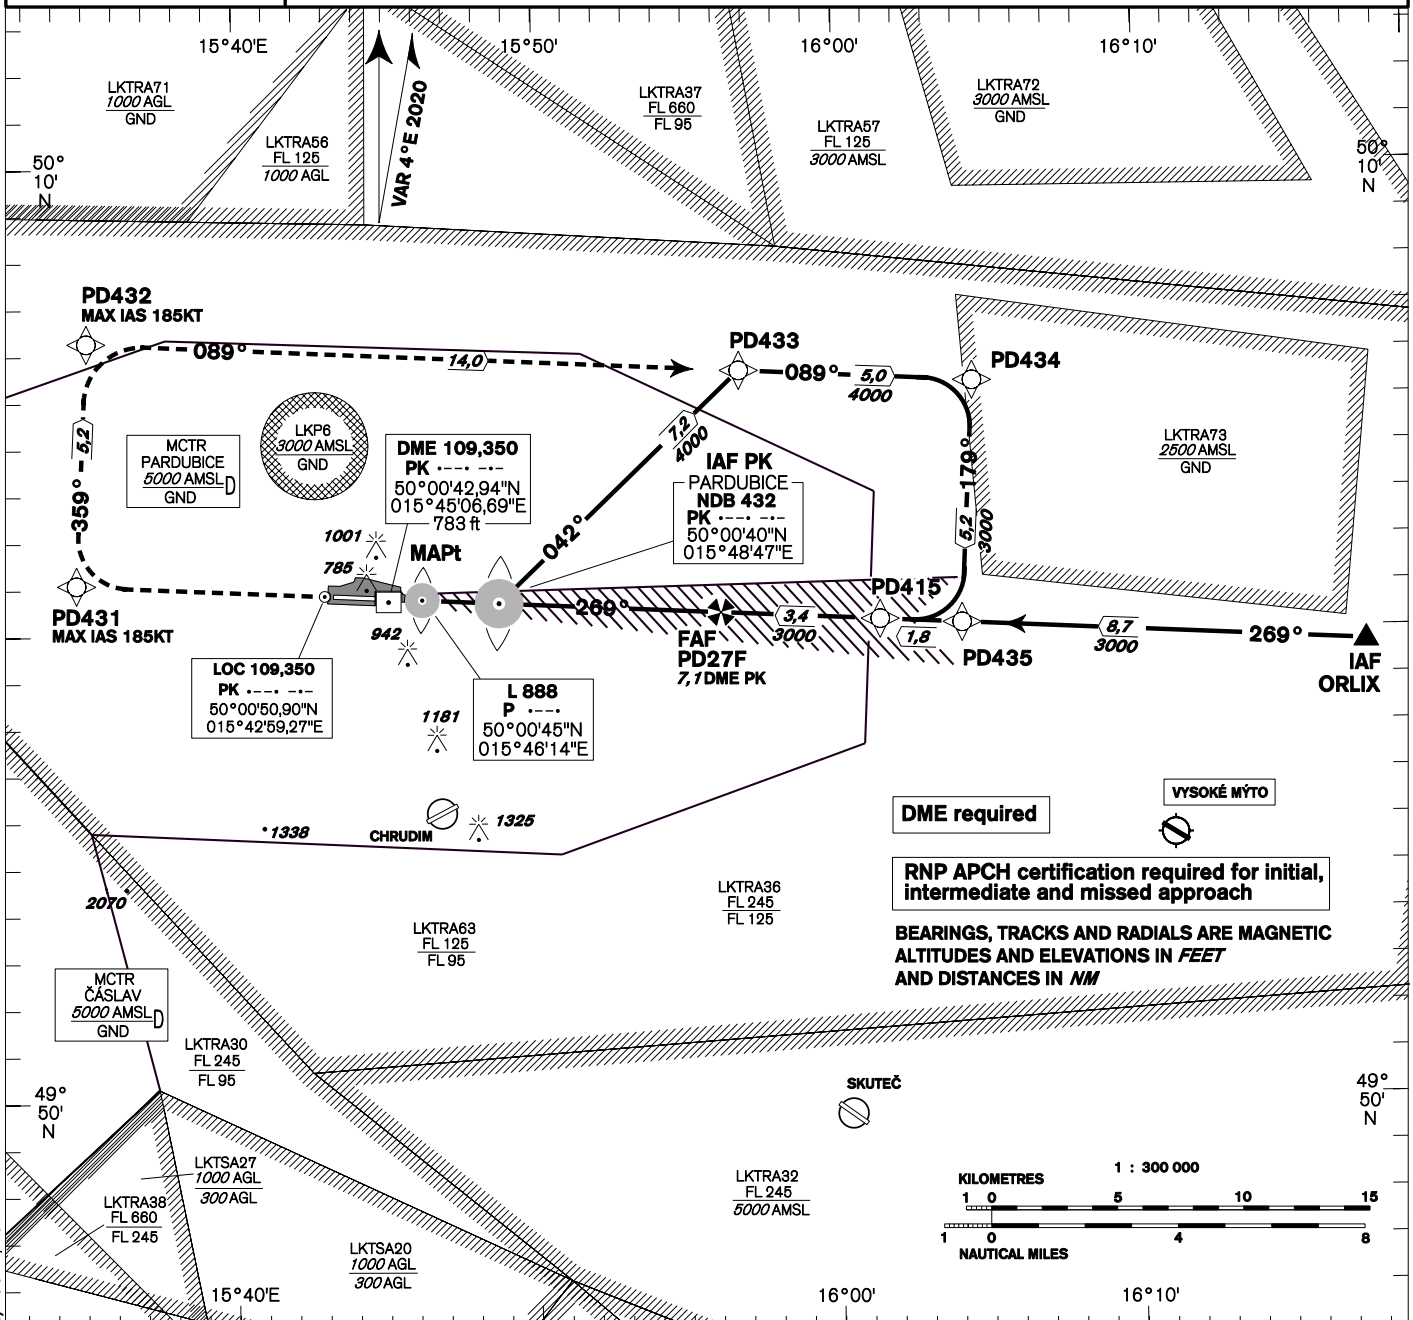 15°40'E
15°50'
16°00'
16°10'
LKTRA71
1000 AGL
GND
LKTRA56
FL 125
1000 AGL
VAR 4°E 2020
LKTRA37
FL 660
FL 95
LKTRA57
FL 125
3000 AMSL
LKTRA72
3000 AMSL
GND
50°
10'
N
50°
10'
N
PD432
MAX IAS 185KT
089°
14,0
PD433
089°
5,0
4000
PD434
5,2
359°
MCTR
PARDUBICE
5000 AMSL
GND
D
LKP6
3000 AMSL
GND
DME 109,350
PK ·–––· –·–
50°00'42,94"N
015°45'06,69"E
783 ft
7,2
4000
042°
IAF PK
PARDUBICE
NDB 432
PK ·–––· –·–
50°00'40"N
015°48'47"E
179°
5,2
3000
LKTRA73
2500 AMSL
GND
1001
785
MAPt
PD431
MAX IAS 185KT
942
269°
FAF
PD27F
7,1 DME PK
3,4
3000
PD415
1,8
PD435
8,7
3000
269°
IAF
ORLIX
LOC 109,350
PK ·–––· –·–
50°00'50,90"N
015°42'59,27"E
L 888
P ·–––·
50°00'45"N
015°46'14"E
1181
CHRUDIM
1325
1338
2070
DME required
VYSOKÉ MÝTO
RNP APCH certification required for initial,
intermediate and missed approach
BEARINGS, TRACKS AND RADIALS ARE MAGNETIC
ALTITUDES AND ELEVATIONS IN FEET
AND DISTANCES IN NM
LKTRA36
FL 245
FL 125
LKTRA63
FL 125
FL 95
MCTR
ČÁSLAV
5000 AMSL
GND
D
LKTRA30
FL 245
FL 95
49°
50'
N
49°
50'
N
SKUTEČ
LKTSA27
1000 AGL
300 AGL
LKTRA38
FL 660
FL 245
LKTSA20
1000 AGL
300 AGL
LKTRA32
FL 245
5000 AMSL
1 : 300 000
KILOMETRES
1 0 5 10 15
1 0 4 8
NAUTICAL MILES
15°40'E
16°00'
16°10'